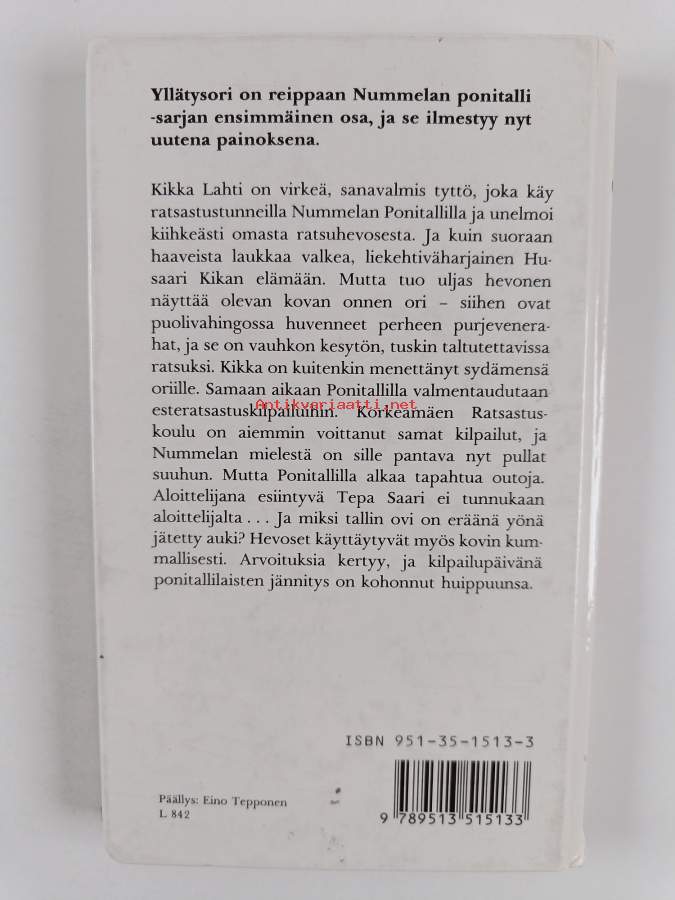 Yllätysori on reippaan Nummelan ponitalli
-sarjan ensimmäinen osa, ja se ilmestyy nyt
uutena painoksena.
Kikka Lahti on virkeä, sanavalmis tyttö, joka käy
ratsastustunneilla Nummelan Ponitallilla ja unelmoi
kiihkeästi omasta ratsuhevosesta. Ja kuin suoraan
haaveista laukkaa valkea, liekehtiväharjainen Hu-
saari Kikan elämään. Mutta tuo uljas hevonen
näyttää olevan kovan onnen ori – siihen ovat
puolivahingossa huvenneet perheen purjevenera-
hat, ja se on vauhkon kesytön, tuskin taltutettavissa
ratsuksi. Kikka on kuitenkin menettänyt sydämensä
oriille. Samaan aikaan Ponitallilla valmentaudutaan
esteratsastuskilpailuihin. Korkeamäen Ratsastus-
Antikvariaatti.net
koulu on aiemmin voittanut samat kilpailut, ja
Nummelan mielestä on sille pantava nyt pullat
suuhun. Mutta Ponitallilla alkaa tapahtua outoja.
Aloittelijana esiintyvä Tepa Saari ei tunnukaan
aloittelijalta . . . Ja miksi tallin ovi on eräänä yönä
jätetty auki? Hevoset käyttäytyvät myös kovin kum-
mallisesti. Arvoituksia kertyy, ja kilpailupäivänä
ponitallilaisten jännitys on kohonnut huippuunsa.
ISBN 951-35-1513-3
Päällys: Eino Tepponen
L 842
9 789513 515133